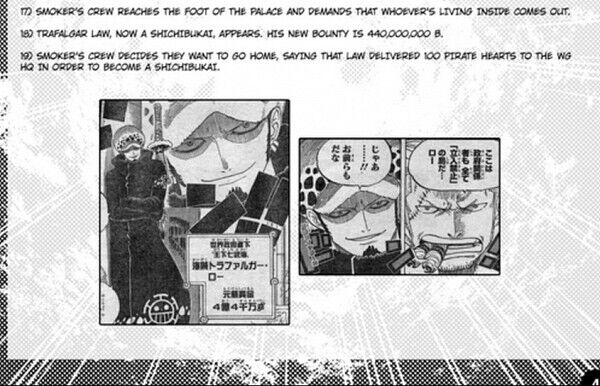 17) SMOKER'S CREW REACHES THE FOOT OF THE PALACE AND DEMANDS THAT WHOEVER'S LIVING INSIDE COMES OUT.
18) TRAFALGAR LAW, NOW A SHICHIBUKAI, APPEARS. HIS NEW BOUNTY IS 440,000,000 B.
19) SMOKER'S CREW DECIDES THEY WANT TO GO HOME, SAYING THAT LAW DELIVERED 100 PIRATE HEARTS TO THE WG
HQ IN ORDER TO BECOME A SHICHIBUKAI.
ここは
政府関係
者も全て
「立入禁止」
の島だ…
ロー
じゃあ
……!!
お前らも
だな
世界政府直下
“王下七武海”
海賊トラファルガー・
ロー
元懸賞金
4億4千万